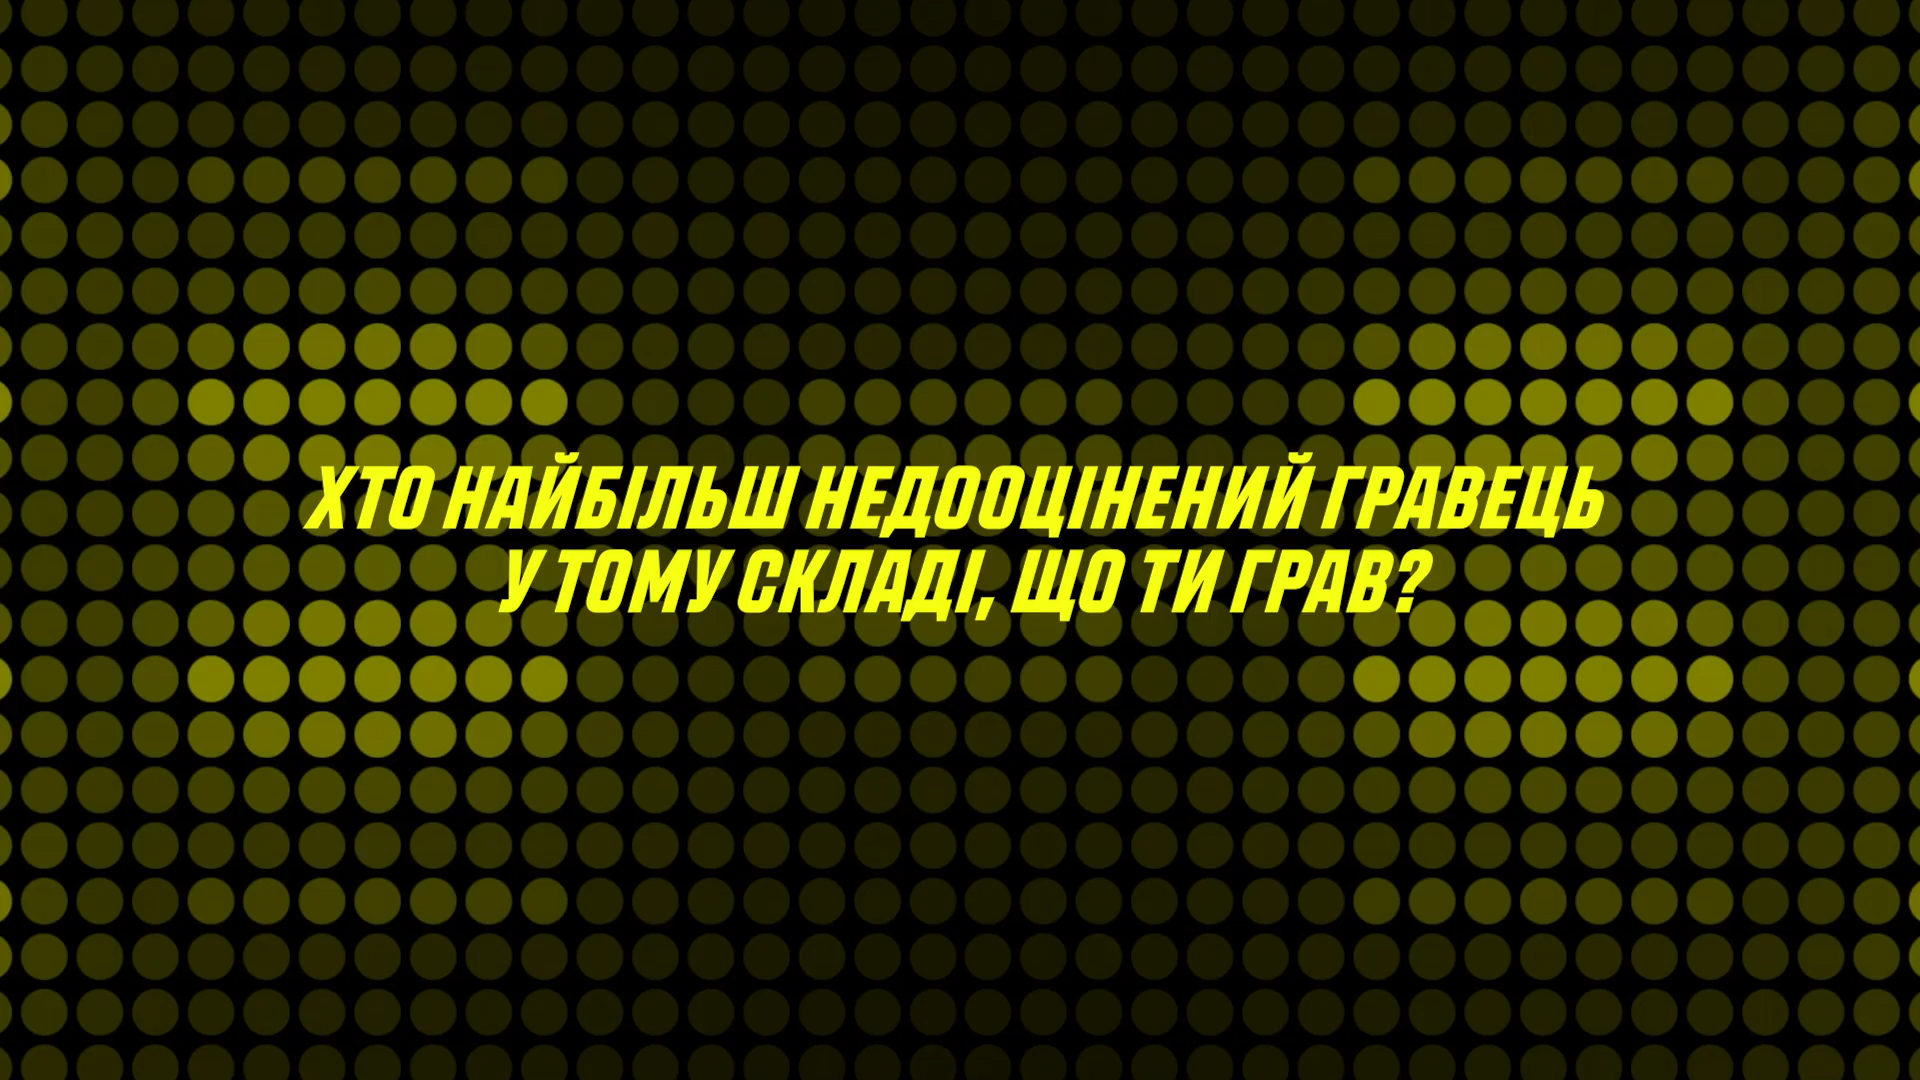 ХТО НАЙБІЛЬШ НЕДООЦІНЕНИЙ ГРАВЕЦЬ
У ТОМУ СКЛАДІ, ЩО ТИ ГРАВ?